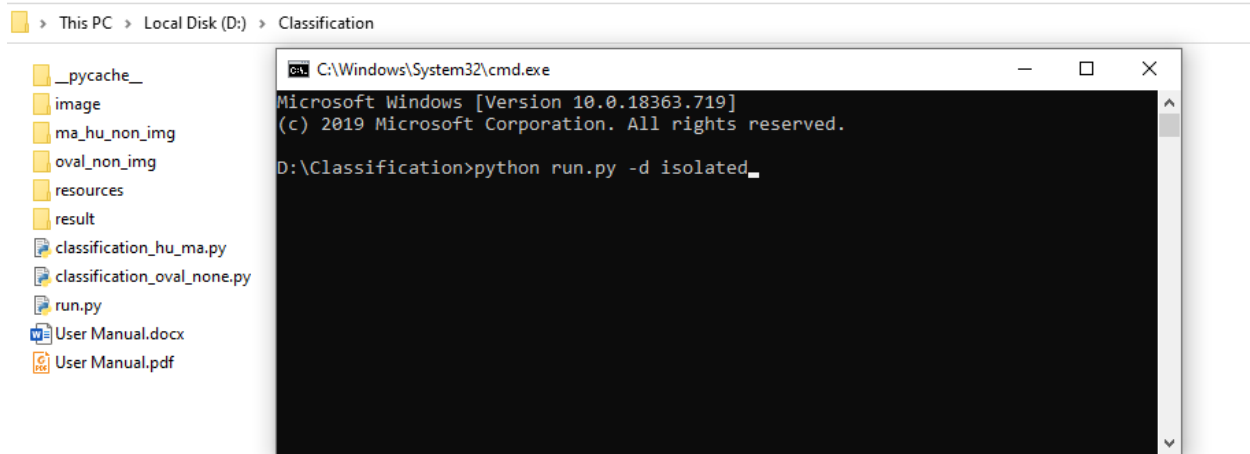 This PC > Local Disk (D:) > Classification
__pycache__
image
ma_hu_non_img
oval_non_img
resources
result
classification_hu_ma.py
classification_oval_none.py
run.py
User Manual.docx
User Manual.pdf
C:\Windows\System32\cmd.exe
Microsoft Windows [Version 10.0.18363.719]
(c) 2019 Microsoft Corporation. All rights reserved.
D:\Classification>python run.py -d isolated